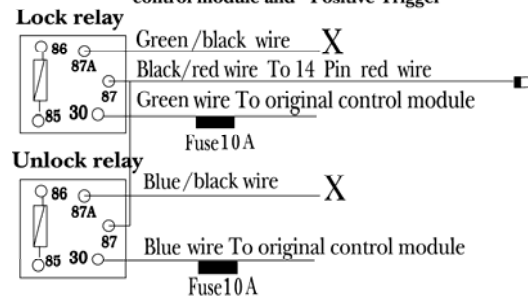 control module and "Positive Trigger"
Lock relay
86
Green/black wire X
87A
Black/red wire To 14 Pin red wire
87
Green wire To original control module
85 30
Fuse10A
Unlock relay
86
Blue/black wire X
87A
87
Blue wire To original control module
85 30
Fuse10A